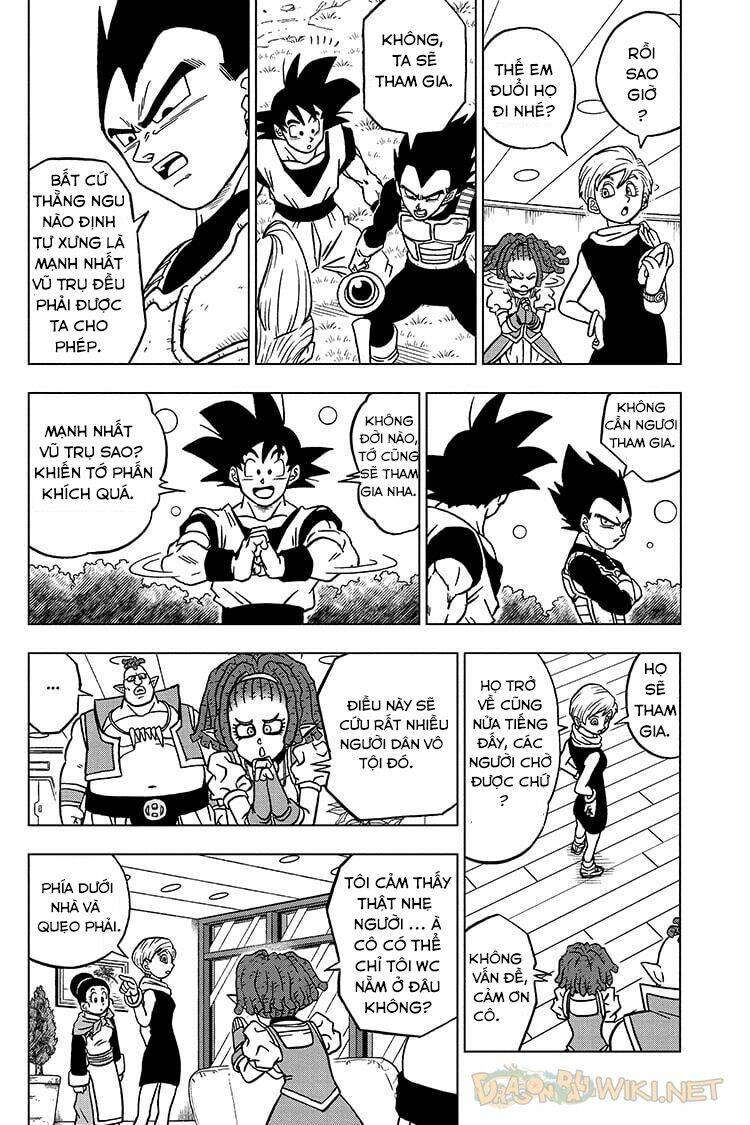 RỒI
SAO
GIỜ
?
THẾ EM
ĐUỔI HỌ
ĐI NHÉ?
KHÔNG,
TA SẼ
THAM GIA.
BẤT CỨ
THẰNG NGU
NÀO ĐỊNH
TỰ XƯNG LÀ
MẠNH NHẤT
VŨ TRỤ ĐỀU
PHẢI ĐƯỢC
TA CHO
PHÉP.
KHÔNG
CẦN NGƯƠI
THAM GIA.
KHÔNG
ĐỜI NÀO,
TỚ CŨNG
SẼ THAM
GIA NHA.
MẠNH NHẤT
VŨ TRỤ SAO?
KHIẾN TỚ PHẤN
KHÍCH QUÁ.
HỌ
SẼ
THAM
GIA.
HỌ TRỞ
VỀ CŨNG
NỬA TIẾNG
ĐẤY, CÁC
NGƯỜI CHỜ
ĐƯỢC CHỨ
?
ĐIỀU NÀY SẼ
CỨU RẤT NHIỀU
NGƯỜI DÂN VÔ
TỘI ĐÓ.
...
KHÔNG
VẤN ĐỀ,
CẢM ƠN
CÔ.
TÔI CẢM THẤY
THẬT NHẸ
NGƯỜI ... À
CÔ CÓ THỂ
CHỈ TÔI WC
NẰM Ở ĐÂU
KHÔNG?
PHÍA DƯỚI
NHÀ VÀ
QUẸO PHẢI.
DRAGONBALLWIKI.NET